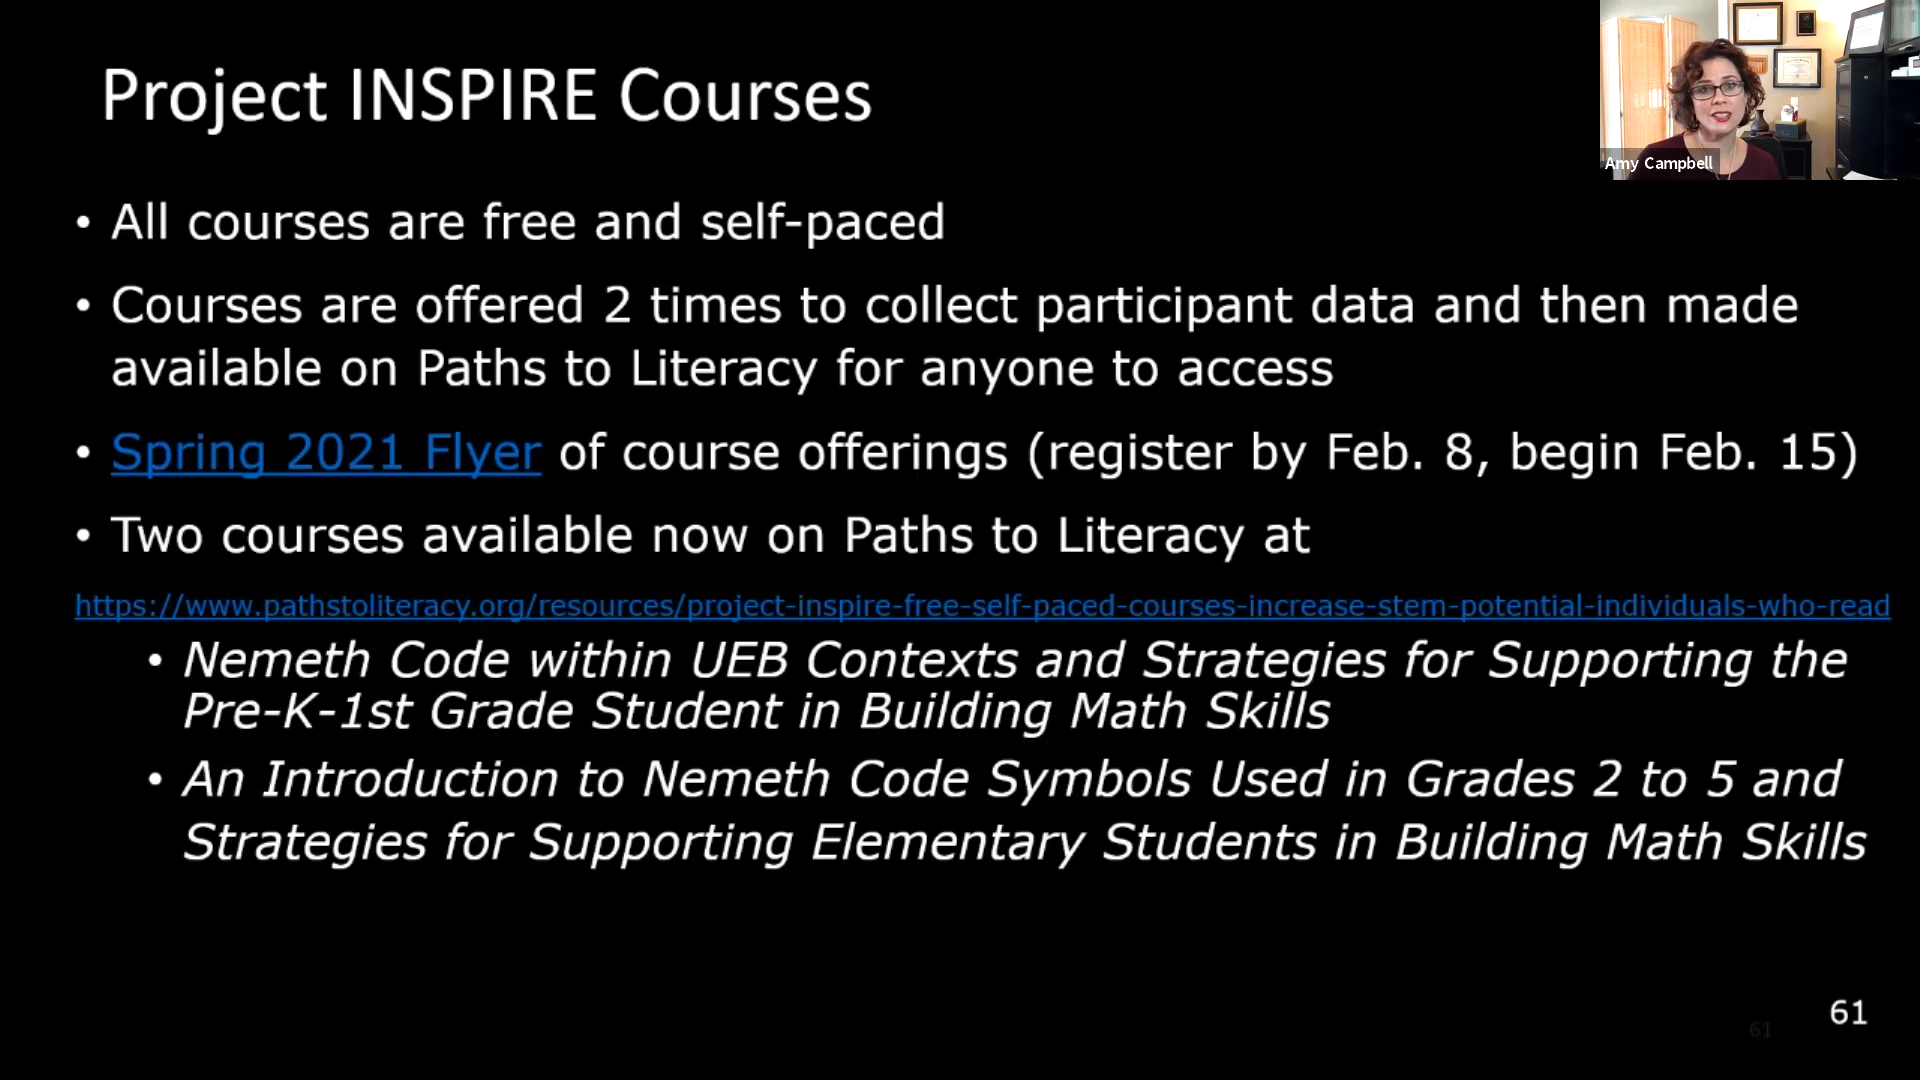 Project INSPIRE Courses
Amy Campbell
• All courses are free and self-paced
• Courses are offered 2 times to collect participant data and then made
available on Paths to Literacy for anyone to access
• Spring 2021 Flyer of course offerings (register by Feb. 8, begin Feb. 15)
• Two courses available now on Paths to Literacy at
https://www.pathstoliteracy.org/resources/project-inspire-free-self-paced-courses-increase-stem-potential-individuals-who-read
• Nemeth Code within UEB Contexts and Strategies for Supporting the
Pre-K-1st Grade Student in Building Math Skills
• An Introduction to Nemeth Code Symbols Used in Grades 2 to 5 and
Strategies for Supporting Elementary Students in Building Math Skills
61
61